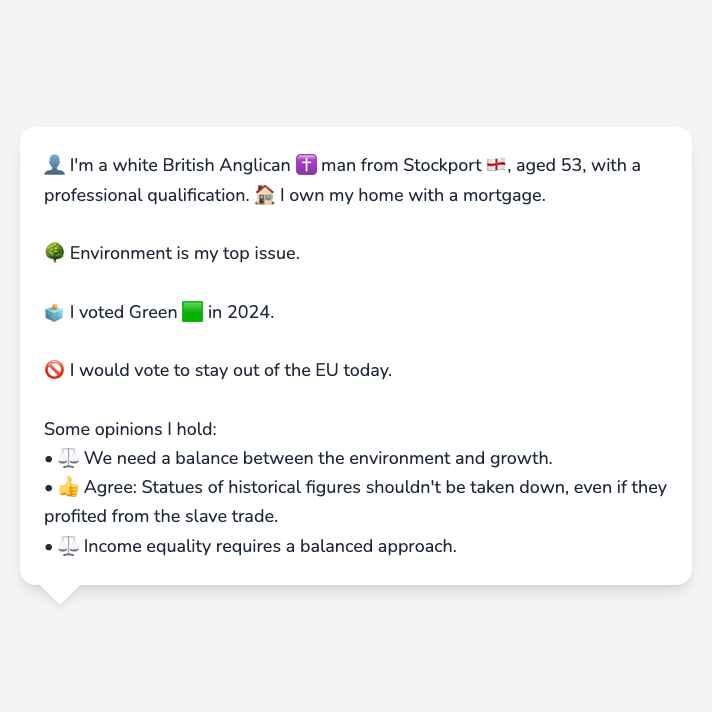 👤 I'm a white British Anglican ✝️ man from Stockport 🏴󠁧󠁢󠁥󠁮󠁧󠁿, aged 53, with a
professional qualification. 🏠 I own my home with a mortgage.
🌳 Environment is my top issue.
🗳️ I voted Green 🟩 in 2024.
🚫 I would vote to stay out of the EU today.
Some opinions I hold:
• ⚖️ We need a balance between the environment and growth.
• 👍 Agree: Statues of historical figures shouldn't be taken down, even if they
profited from the slave trade.
• ⚖️ Income equality requires a balanced approach.